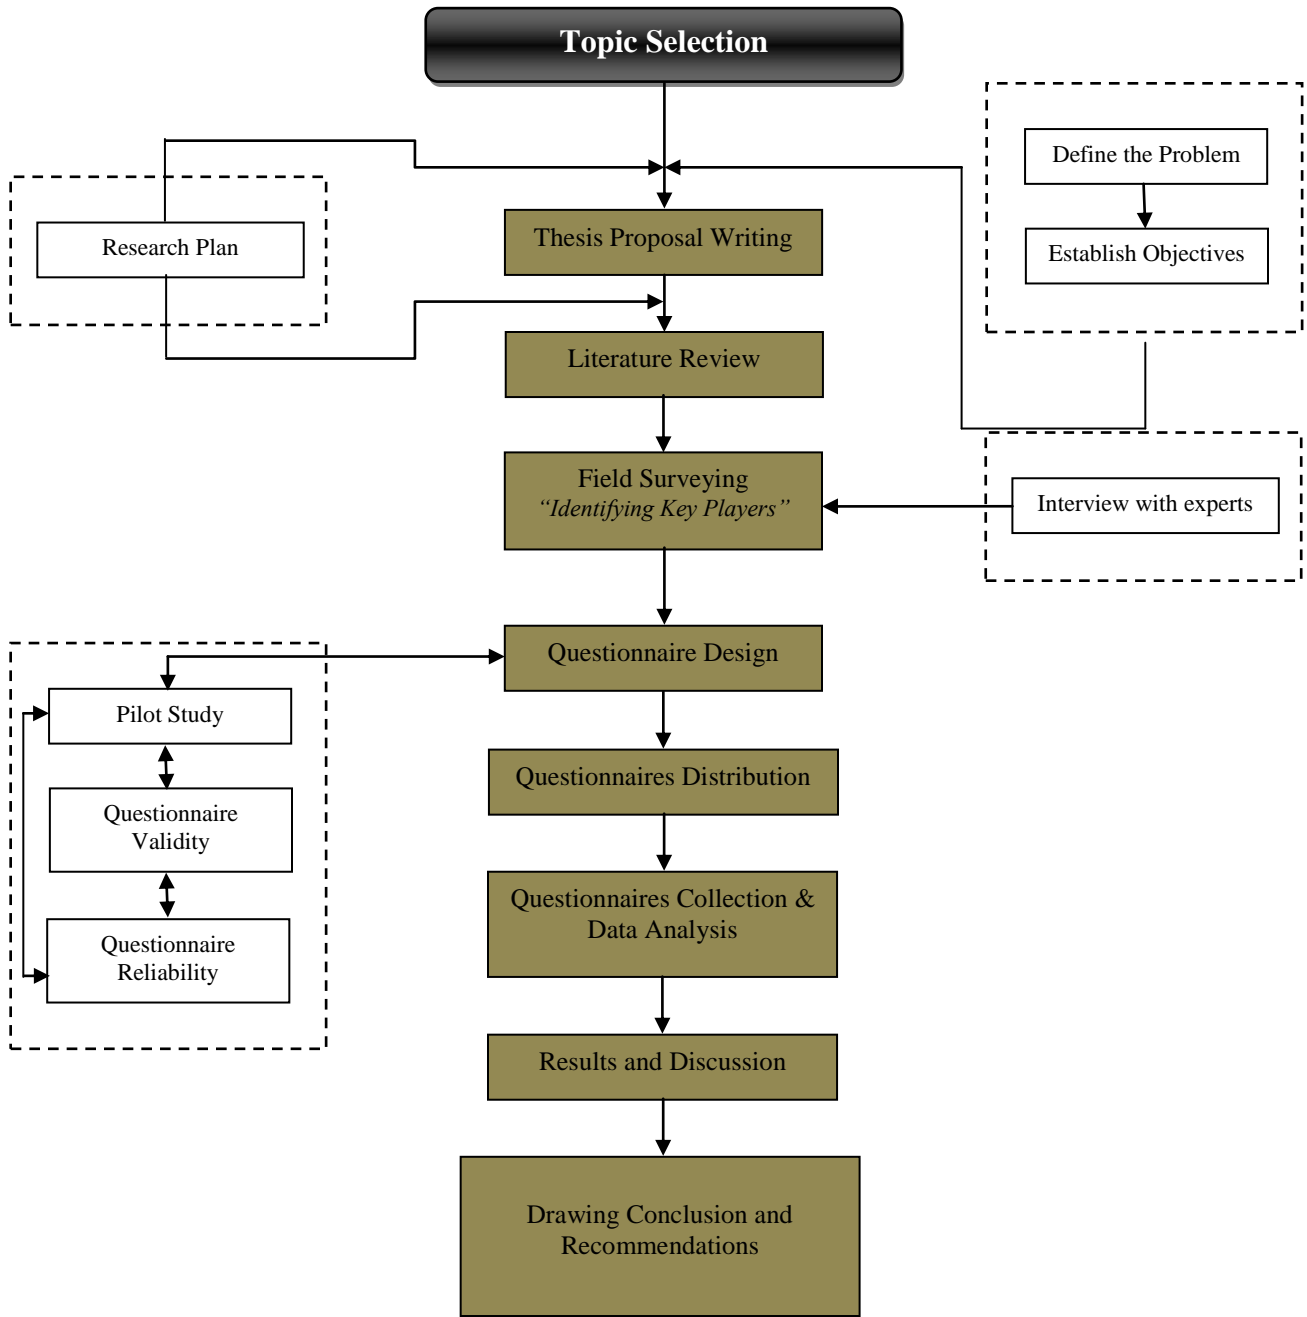 Topic Selection
Define the Problem
Establish Objectives
Research Plan
Thesis Proposal Writing
Literature Review
Field Surveying
“Identifying Key Players”
Interview with experts
Questionnaire Design
Pilot Study
Questionnaire
Validity
Questionnaire
Reliability
Questionnaires Distribution
Questionnaires Collection &
Data Analysis
Results and Discussion
Drawing Conclusion and
Recommendations